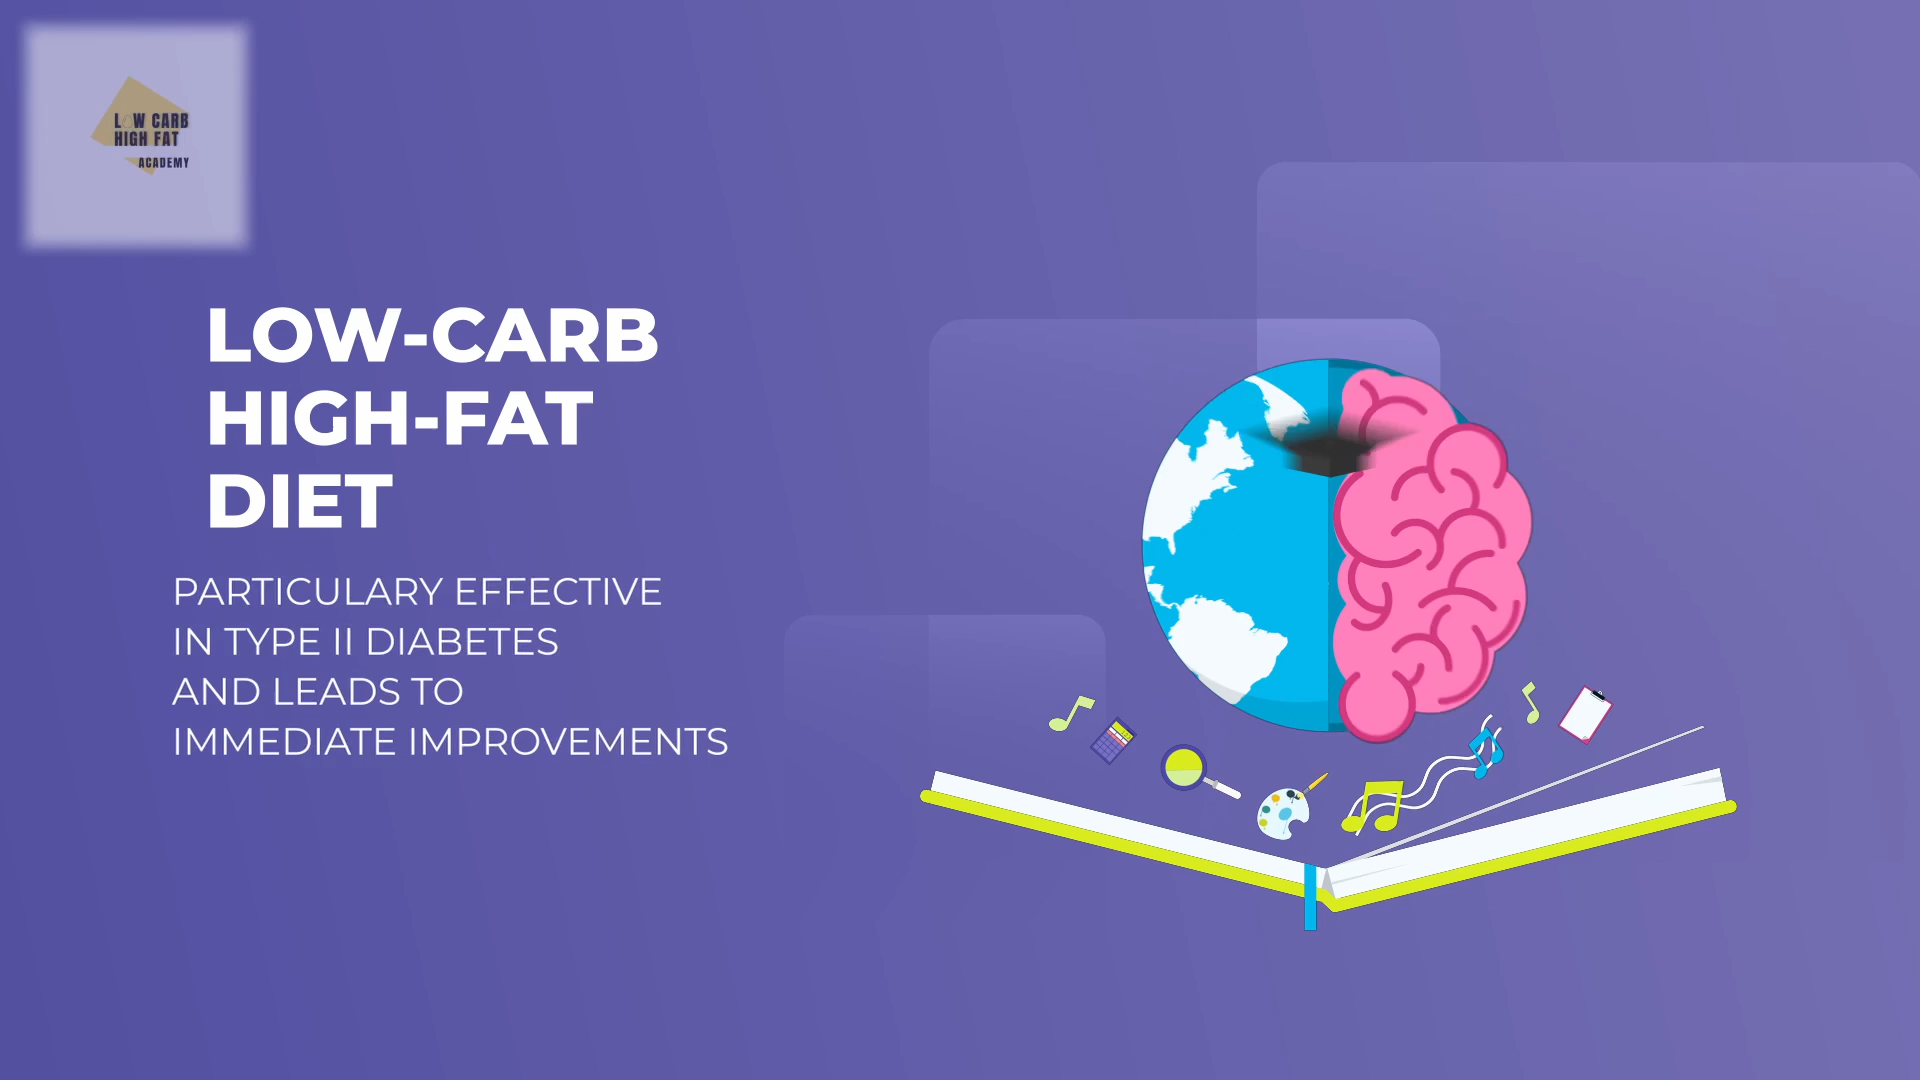 LOW CARB
HIGH FAT
ACADEMY
LOW-CARB
HIGH-FAT
DIET
PARTICULARY EFFECTIVE
IN TYPE II DIABETES
AND LEADS TO
IMMEDIATE IMPROVEMENTS